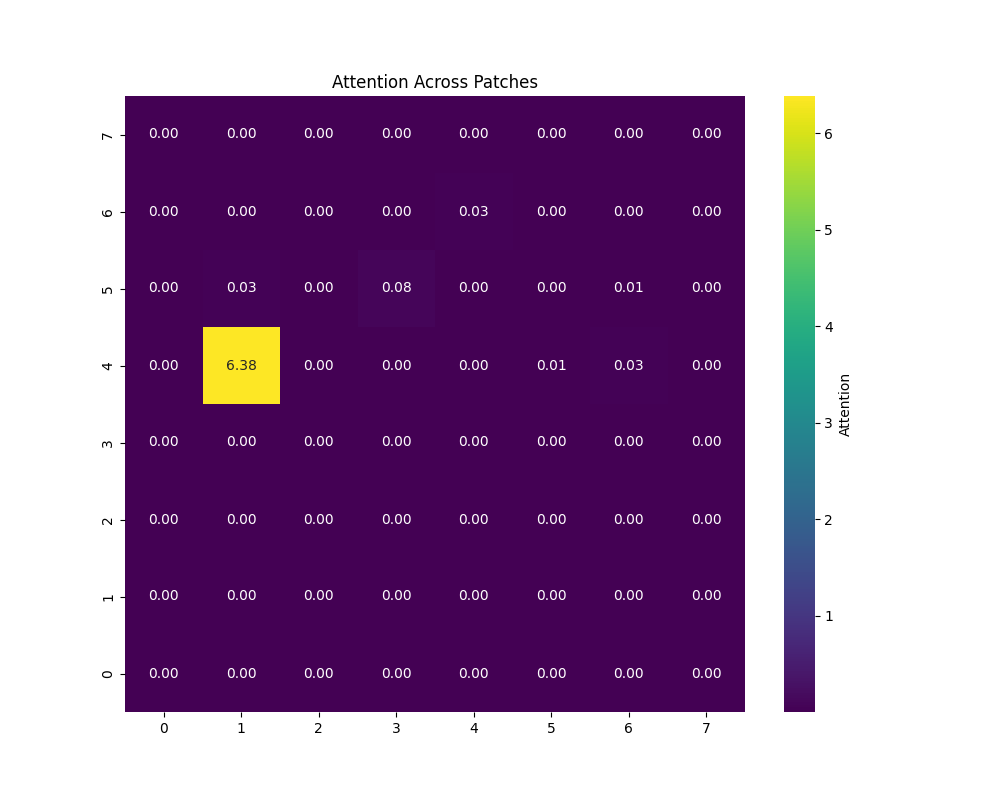 Attention Across Patches
7 0.00 0.00 0.00 0.00 0.00 0.00 0.00 0.00
6 0.00 0.00 0.00 0.00 0.03 0.00 0.00 0.00
5 0.00 0.03 0.00 0.08 0.00 0.00 0.01 0.00
4 0.00 6.38 0.00 0.00 0.00 0.01 0.03 0.00
3 0.00 0.00 0.00 0.00 0.00 0.00 0.00 0.00
2 0.00 0.00 0.00 0.00 0.00 0.00 0.00 0.00
1 0.00 0.00 0.00 0.00 0.00 0.00 0.00 0.00
0 0.00 0.00 0.00 0.00 0.00 0.00 0.00 0.00
0 1 2 3 4 5 6 7
6
5
4
3
2
1
Attention